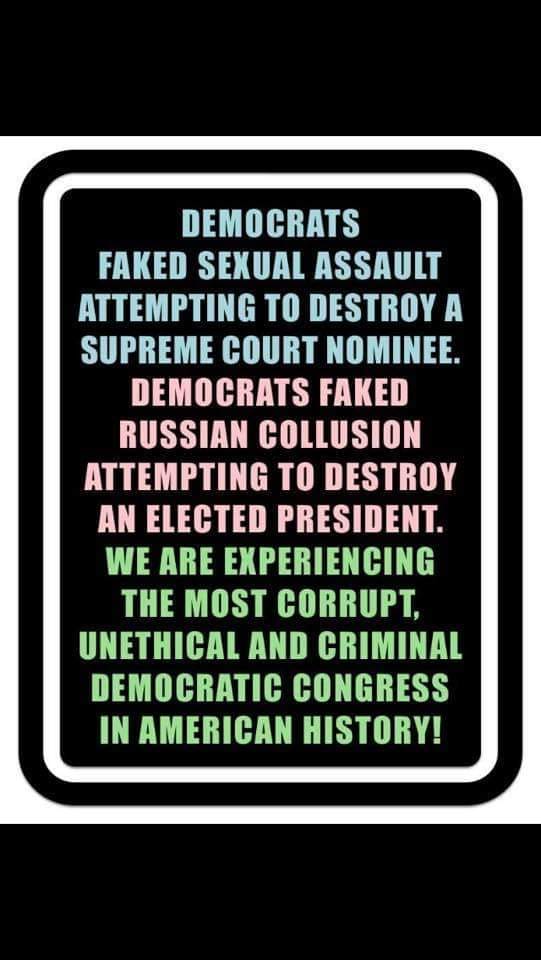 DEMOCRATS
FAKED SEXUAL ASSAULT
ATTEMPTING TO DESTROY A
SUPREME COURT NOMINEE.
DEMOCRATS FAKED
RUSSIAN COLLUSION
ATTEMPTING TO DESTROY
AN ELECTED PRESIDENT.
WE ARE EXPERIENCING
THE MOST CORRUPT,
UNETHICAL AND CRIMINAL
DEMOCRATIC CONGRESS
IN AMERICAN HISTORY!